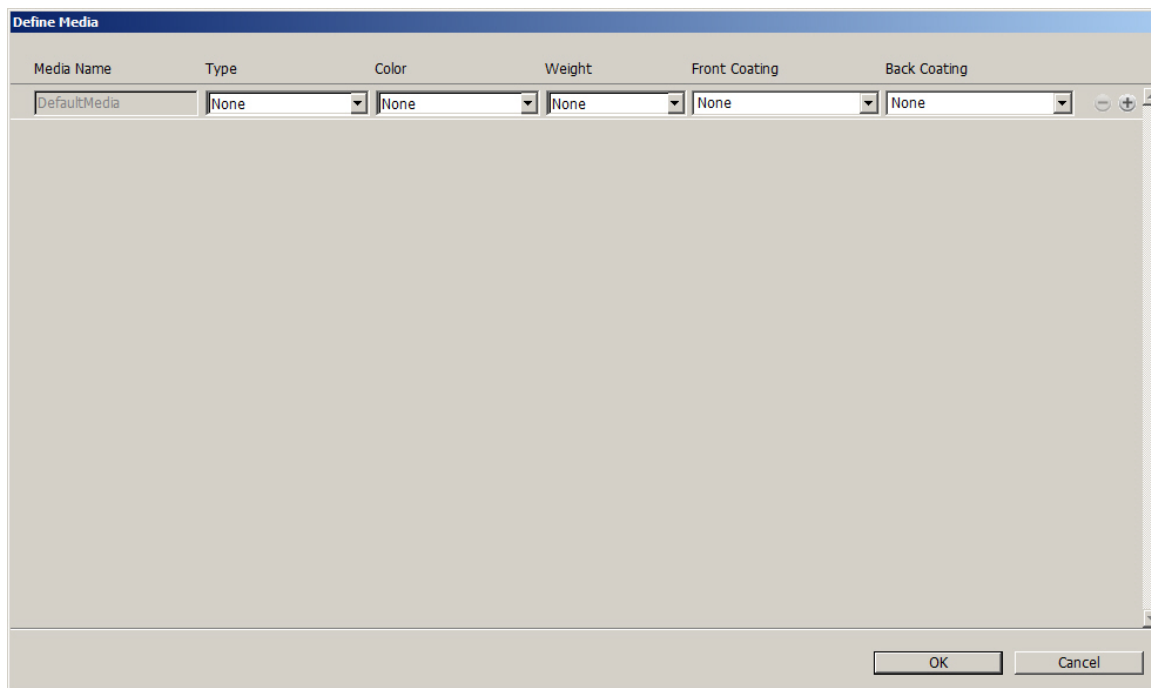 Define Media
Media Name Type Color Weight Front Coating Back Coating
DefaultMedia None None None None None
OK Cancel